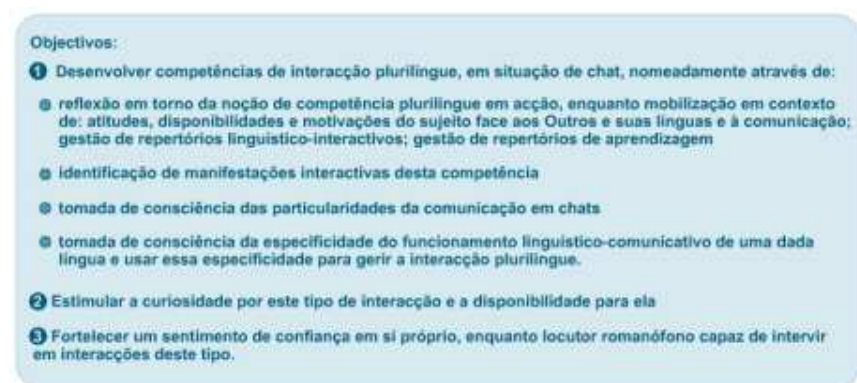 Objectivos:
❶ Desenvolver competências de interacção plurilingue, em situação de chat, nomeadamente através de:
reflexão em torno da noção de competência plurilingue em acção, enquanto mobilização em contexto
de: atitudes, disponibilidades e motivações do sujeito face aos Outros e suas línguas e à comunicação;
gestão de repertórios linguistico-interactivos; gestão de repertórios de aprendizagem
identificação de manifestações interactivas desta competência
tomada de consciência das particularidades da comunicação em chats
tomada de consciência da especificidade do funcionamento linguistico-comunicativo de uma dada
língua e usar essa especificidade para gerir a interacção plurilingue.
❷ Estimular a curiosidade por este tipo de interacção e a disponibilidade para ela
❸ Fortelecer um sentimento de confiança em si próprio, enquanto locutor romanófono capaz de intervir
em interacções deste tipo.